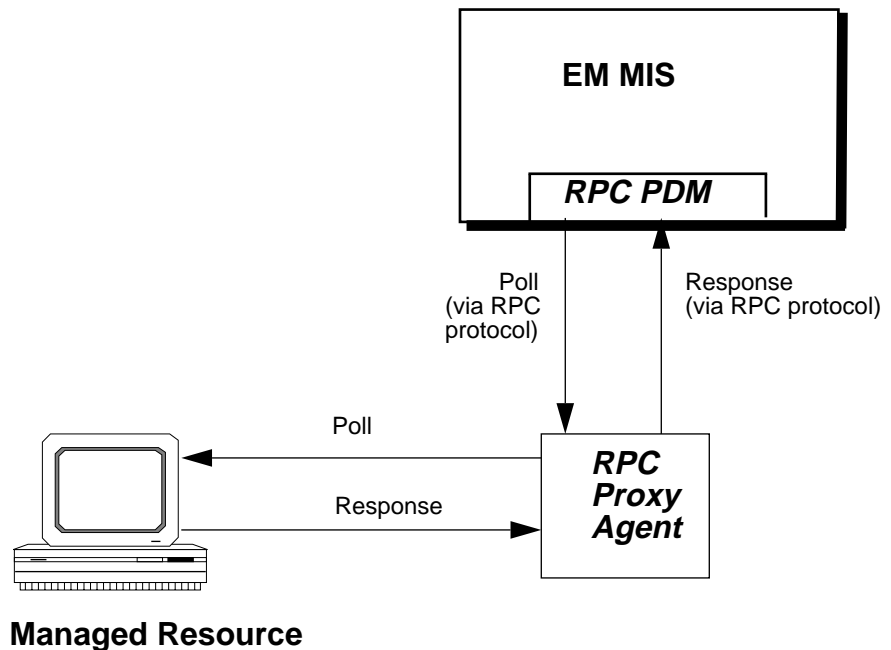 EM MIS
RPC PDM
Poll
(via RPC
protocol)
Response
(via RPC protocol)
Poll
Response
RPC
Proxy
Agent
Managed Resource